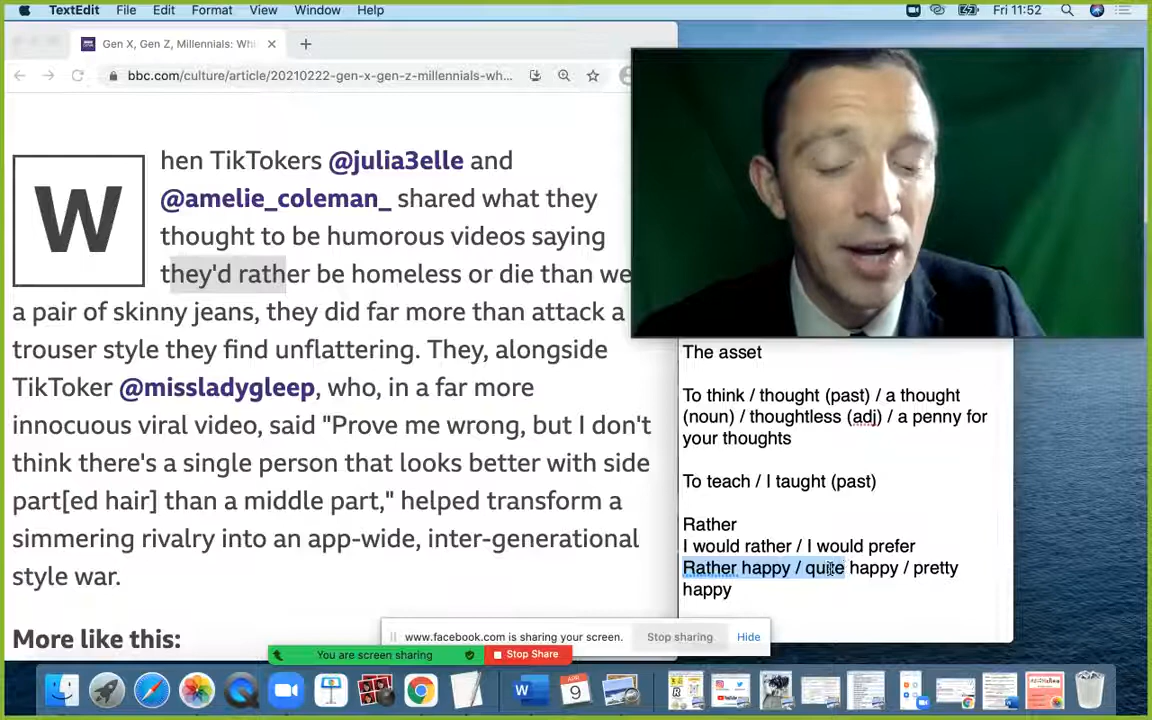 TextEdit File Edit Format View Window Help Fri 11:52
Gen X, Gen Z, Millennials: Whi
bbc.com/culture/article/20210222-gen-x-gen-z-millennials-wh...
W
hen TikTokers @julia3elle and
@amelie_coleman_ shared what they
thought to be humorous videos saying
they'd rather be homeless or die than we
a pair of skinny jeans, they did far more than attack a
trouser style they find unflattering. They, alongside
TikToker @missladygleep, who, in a far more
innocuous viral video, said "Prove me wrong, but I don't
think there's a single person that looks better with side
part[ed hair] than a middle part," helped transform a
simmering rivalry into an app-wide, inter-generational
style war.
More like this:
The asset
To think / thought (past) / a thought
(noun) / thoughtless (adj) / a penny for
your thoughts
To teach / I taught (past)
Rather
I would rather / I would prefer
Rather happy / quite happy / pretty
happy
www.facebook.com is sharing your screen. Stop sharing Hide
You are screen sharing Stop Share
W
APR
9